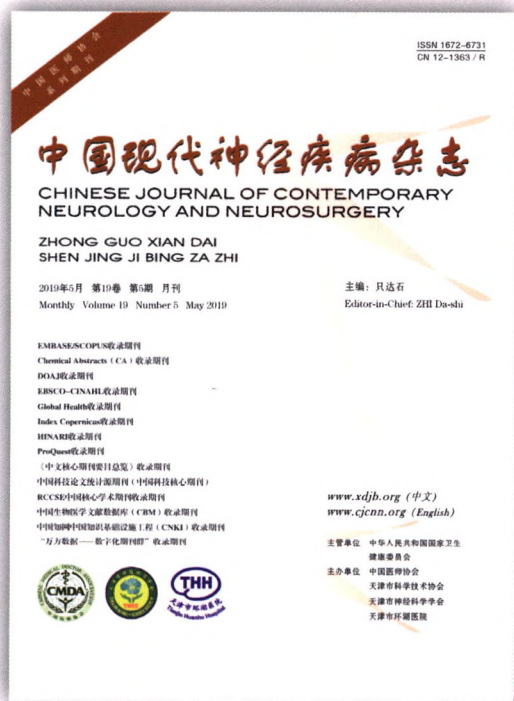 中国医师协会
系列期刊
ISSN 1672-6731
CN 12-1363 / R
中国现代神经疾病杂志
CHINESE JOURNAL OF CONTEMPORARY
NEUROLOGY AND NEUROSURGERY
ZHONG GUO XIAN DAI
SHEN JING JI BING ZA ZHI
2019年5月 第19卷 第5期 月刊
Monthly Volume 19 Number 5 May 2019
主编：只达石
Editor-in-Chief: ZHI Da-shi
EMBASE/SCOPUS收录期刊
Chemical Abstracts（CA）收录期刊
DOAJ收录期刊
EBSCO-CINAHL收录期刊
Global Health收录期刊
Index Copernicus收录期刊
HINARI收录期刊
ProQuest收录期刊
《中文核心期刊要目总览》收录期刊
中国科技论文统计源期刊（中国科技核心期刊）
RCCSE中国核心学术期刊收录期刊
中国生物医学文献数据库（CBM）收录期刊
中国知网中国知识基础设施工程（CNKI）收录期刊
“万方数据——数字化期刊群”收录期刊
www.xdjb.org (中文)
www.cjcnn.org (English)
主管单位 中华人民共和国国家卫生
健康委员会
主办单位 中国医师协会
天津市科学技术协会
天津市神经科学学会
天津市环湖医院
CHINESE MEDICAL DOCTOR ASSOCIATION
CMDA
中国医师协会
THH
天津市环湖医院
Tianjin Huanhu Hospital